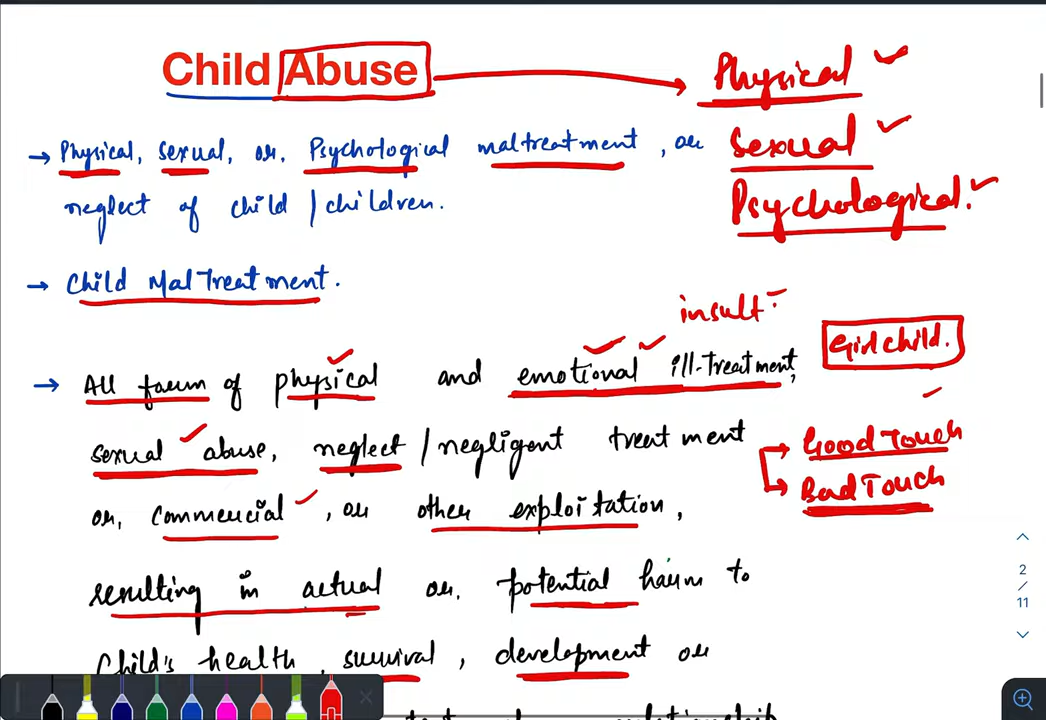 Child Abuse
Physical ✓
→ Physical, sexual, or, Psychological maltreatment, or
Sexual ✓
neglect of child / children.
Psychological. ✓
→ Child MalTreatment.
insult
Girl child.
→ All form of physical and emotional ill-Treatment,
sexual abuse, neglect / negligent treatment
Good Touch
Bad Touch
or, commercial, or other exploitation,
resulting in actual or, potential harm to
child's health, survival, development or
2
/
11